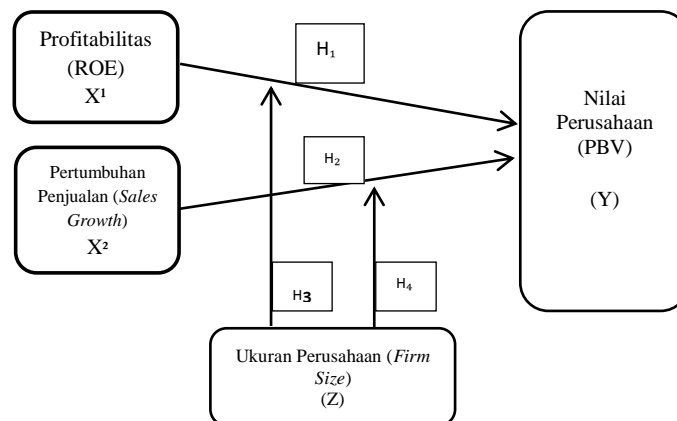 Profitabilitas
(ROE)
X¹
H₁
Nilai
Perusahaan
(PBV)
(Y)
Pertumbuhan
Penjualan (Sales
Growth)
X²
H₂
H3
H₄
Ukuran Perusahaan (Firm
Size)
(Z)